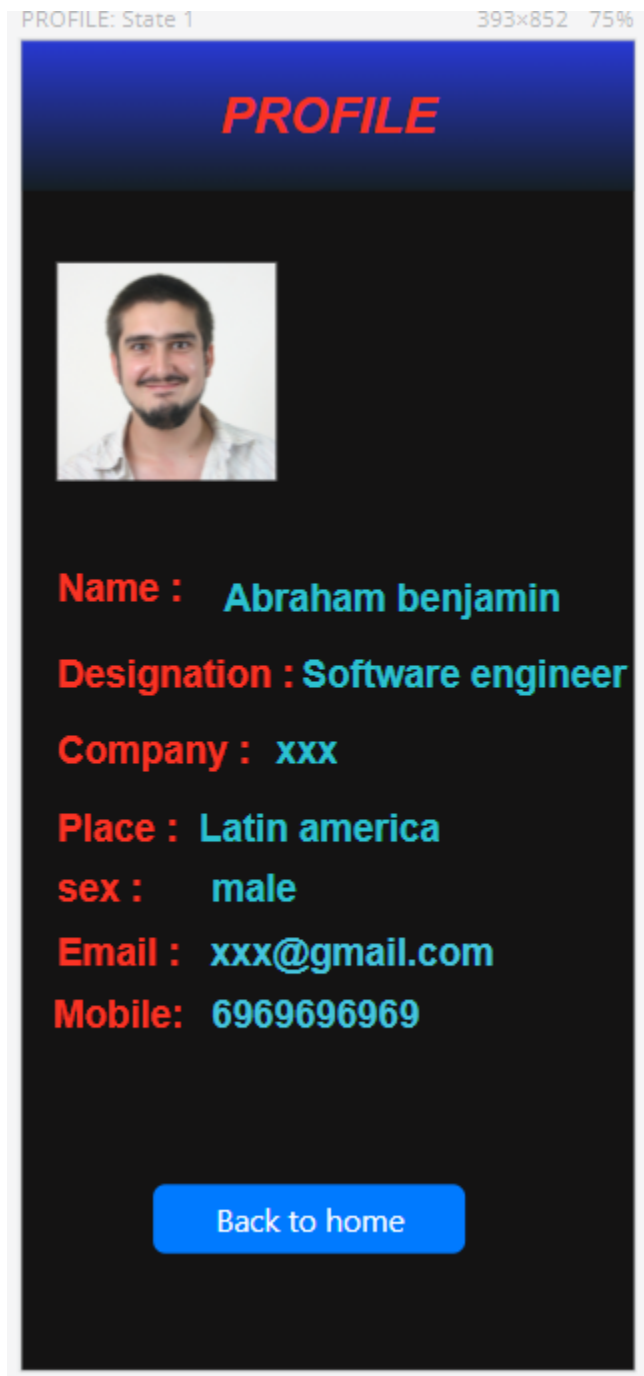 PROFILE: State 1 393×852 75%
PROFILE
Name : Abraham benjamin
Designation : Software engineer
Company : xxx
Place : Latin america
sex : male
Email : xxx@gmail.com
Mobile: 6969696969
Back to home